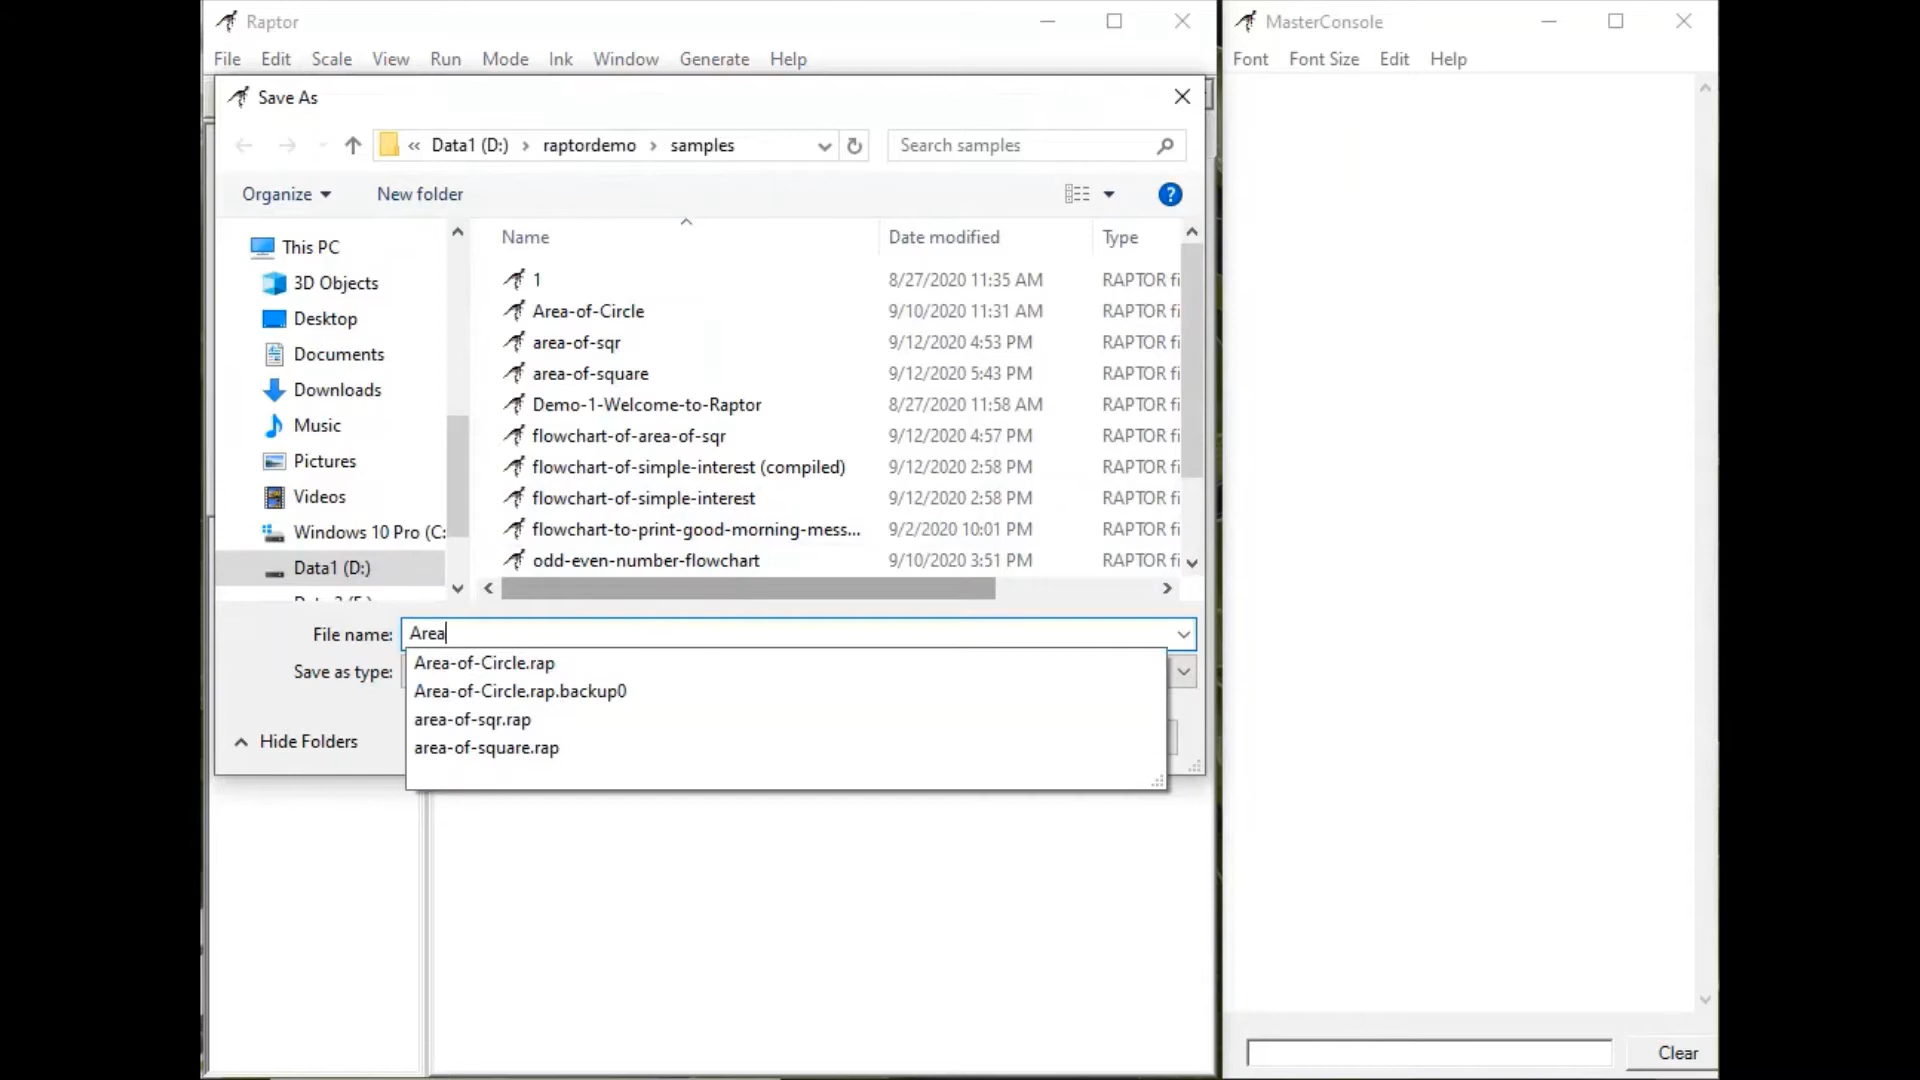 Raptor
File Edit Scale View Run Mode Ink Window Generate Help
Save As
« Data1 (D:) › raptordemo › samples
Search samples
Organize New folder
?
This PC
3D Objects
Desktop
Documents
Downloads
Music
Pictures
Videos
Windows 10 Pro (C:
Data1 (D:)
Name Date modified Type
1 8/27/2020 11:35 AM RAPTOR fi
Area-of-Circle 9/10/2020 11:31 AM RAPTOR fi
area-of-sqr 9/12/2020 4:53 PM RAPTOR fi
area-of-square 9/12/2020 5:43 PM RAPTOR fi
Demo-1-Welcome-to-Raptor 8/27/2020 11:58 AM RAPTOR fi
flowchart-of-area-of-sqr 9/12/2020 4:57 PM RAPTOR fi
flowchart-of-simple-interest (compiled) 9/12/2020 2:58 PM RAPTOR fi
flowchart-of-simple-interest 9/12/2020 2:58 PM RAPTOR fi
flowchart-to-print-good-morning-mess... 9/2/2020 10:01 PM RAPTOR fi
odd-even-number-flowchart 9/10/2020 3:51 PM RAPTOR fi
File name: Area
Save as type:
Area-of-Circle.rap
Area-of-Circle.rap.backup0
area-of-sqr.rap
area-of-square.rap
Hide Folders
MasterConsole
Font Font Size Edit Help
Clear